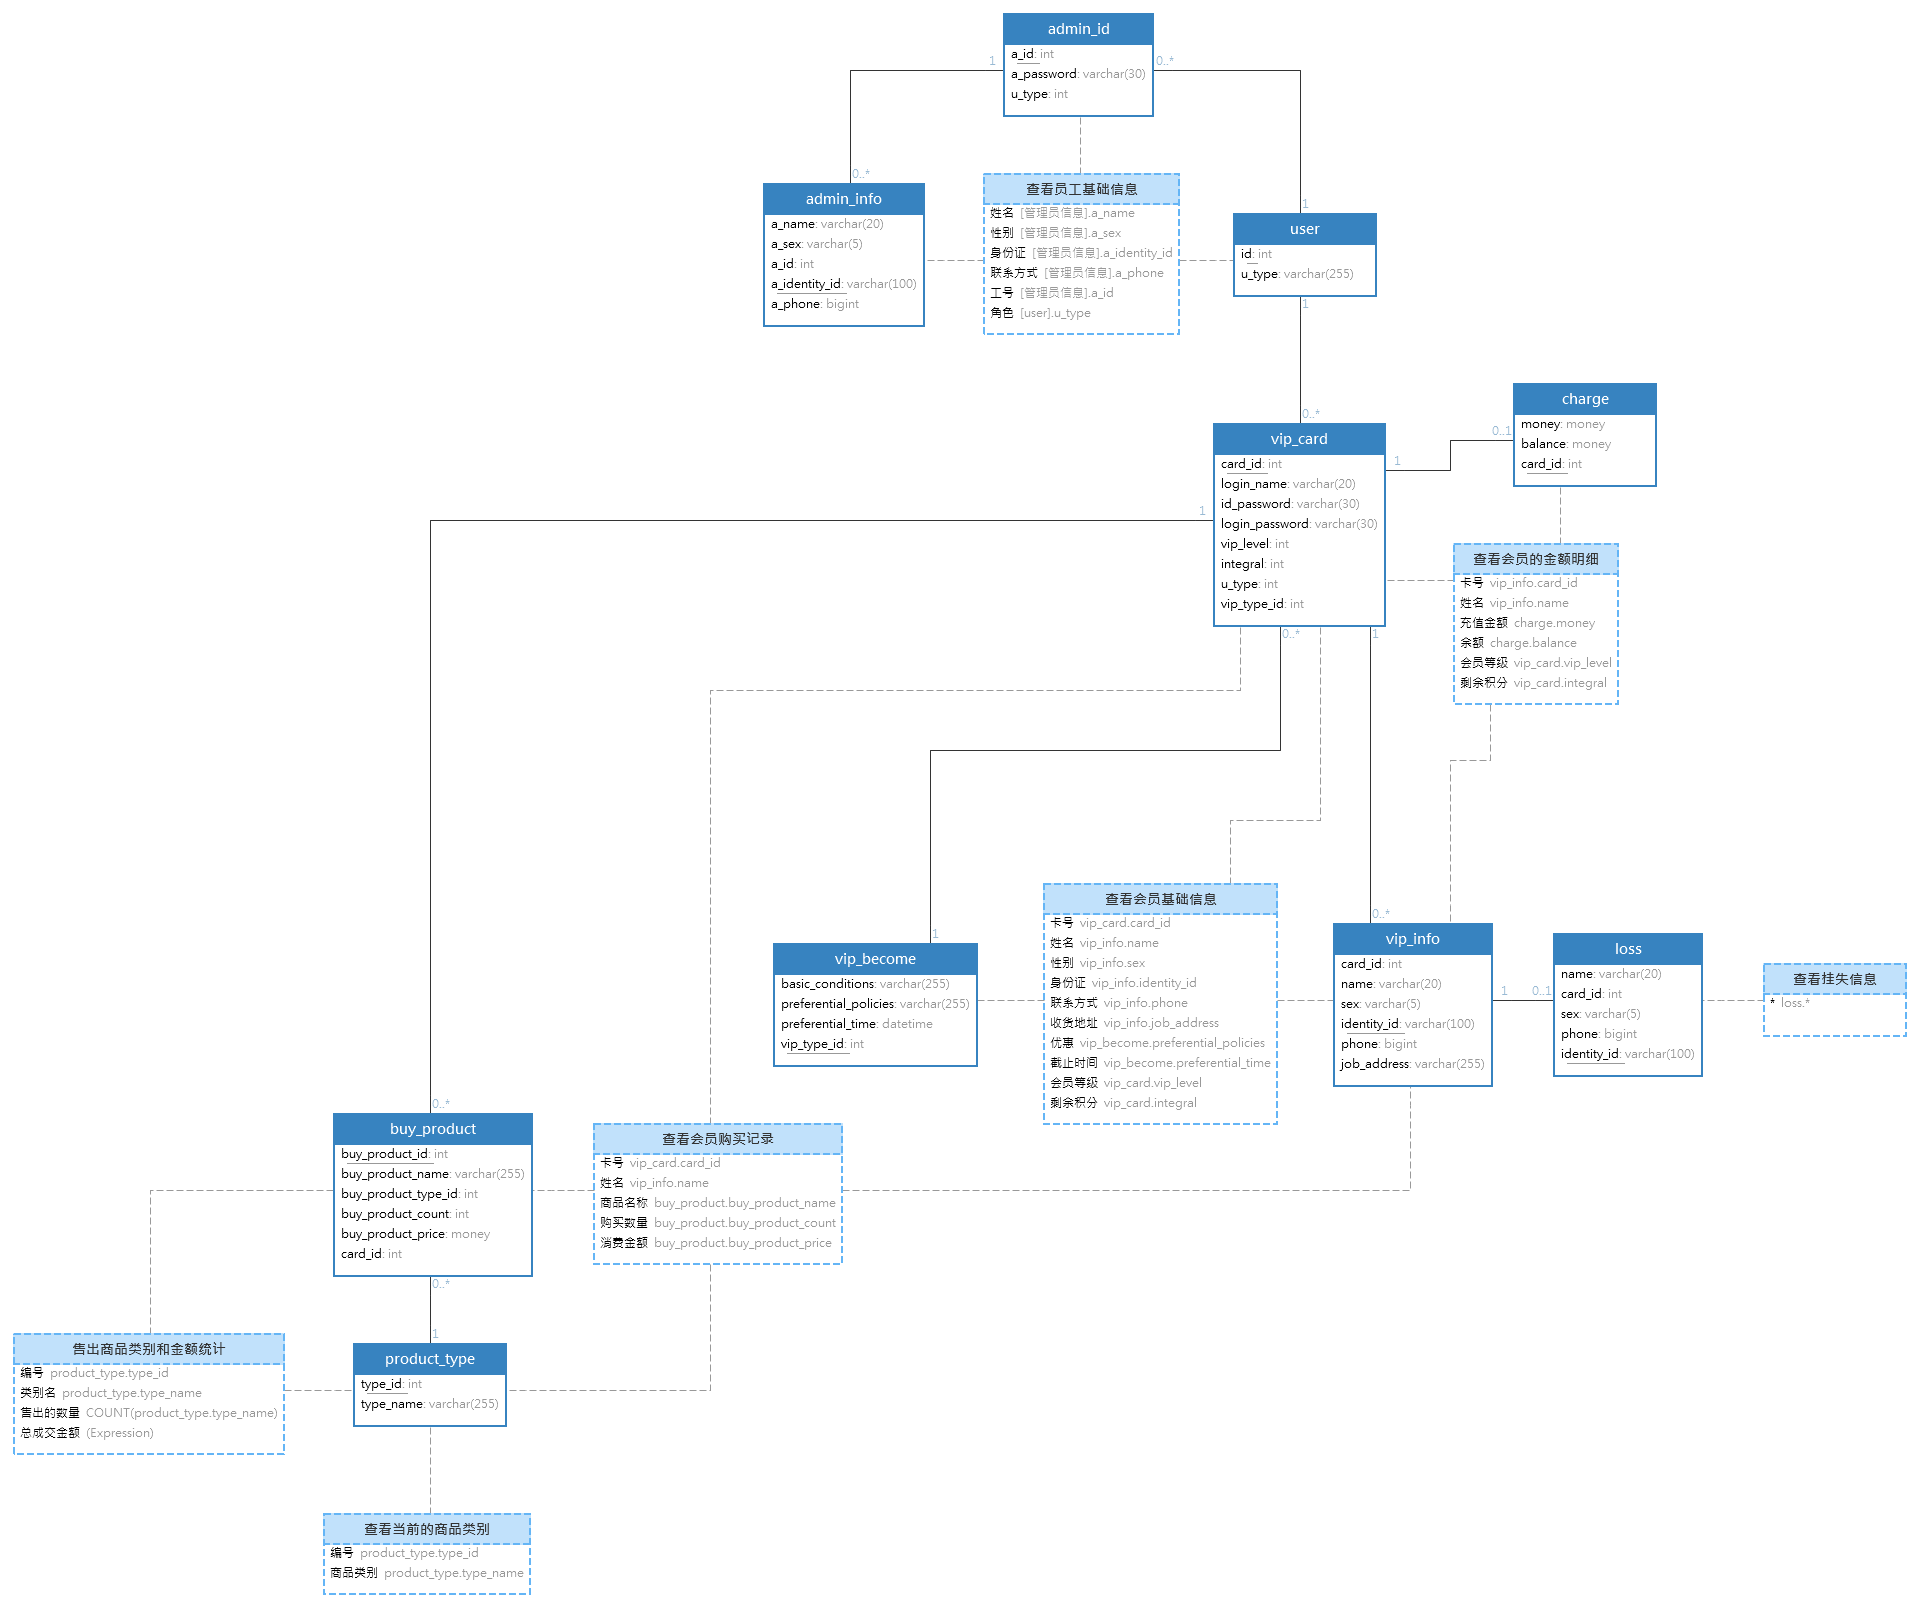 admin_id
a_id: int
a_password: varchar(30)
u_type: int
1
0..*
0..*
1
admin_info
a_name: varchar(20)
a_sex: varchar(5)
a_id: int
a_identity_id: varchar(100)
a_phone: bigint
查看员工基础信息
姓名 [管理员信息].a_name
性别 [管理员信息].a_sex
身份证 [管理员信息].a_identity_id
联系方式 [管理员信息].a_phone
工号 [管理员信息].a_id
角色 [user].u_type
user
id: int
u_type: varchar(255)
1
0..*
charge
money: money
balance: money
card_id: int
0..1
1
vip_card
card_id: int
login_name: varchar(20)
id_password: varchar(30)
login_password: varchar(30)
vip_level: int
integral: int
u_type: int
vip_type_id: int
1
0..*
1
查看会员的金额明细
卡号 vip_info.card_id
姓名 vip_info.name
充值金额 charge.money
余额 charge.balance
会员等级 vip_card.vip_level
剩余积分 vip_card.integral
1
vip_become
basic_conditions: varchar(255)
preferential_policies: varchar(255)
preferential_time: datetime
vip_type_id: int
查看会员基础信息
卡号 vip_card.card_id
姓名 vip_info.name
性别 vip_info.sex
身份证 vip_info.identity_id
联系方式 vip_info.phone
收货地址 vip_info.job_address
优惠 vip_become.preferential_policies
截止时间 vip_become.preferential_time
会员等级 vip_card.vip_level
剩余积分 vip_card.integral
0..*
vip_info
card_id: int
name: varchar(20)
sex: varchar(5)
identity_id: varchar(100)
phone: bigint
job_address: varchar(255)
1
0..1
loss
name: varchar(20)
card_id: int
sex: varchar(5)
phone: bigint
identity_id: varchar(100)
查看挂失信息
* loss.*
0..*
buy_product
buy_product_id: int
buy_product_name: varchar(255)
buy_product_type_id: int
buy_product_count: int
buy_product_price: money
card_id: int
0..*
1
查看会员购买记录
卡号 vip_card.card_id
姓名 vip_info.name
商品名称 buy_product.buy_product_name
购买数量 buy_product.buy_product_count
消费金额 buy_product.buy_product_price
售出商品类别和金额统计
编号 product_type.type_id
类别名 product_type.type_name
售出的数量 COUNT(product_type.type_name)
总成交金额 (Expression)
product_type
type_id: int
type_name: varchar(255)
查看当前的商品类别
编号 product_type.type_id
商品类别 product_type.type_name